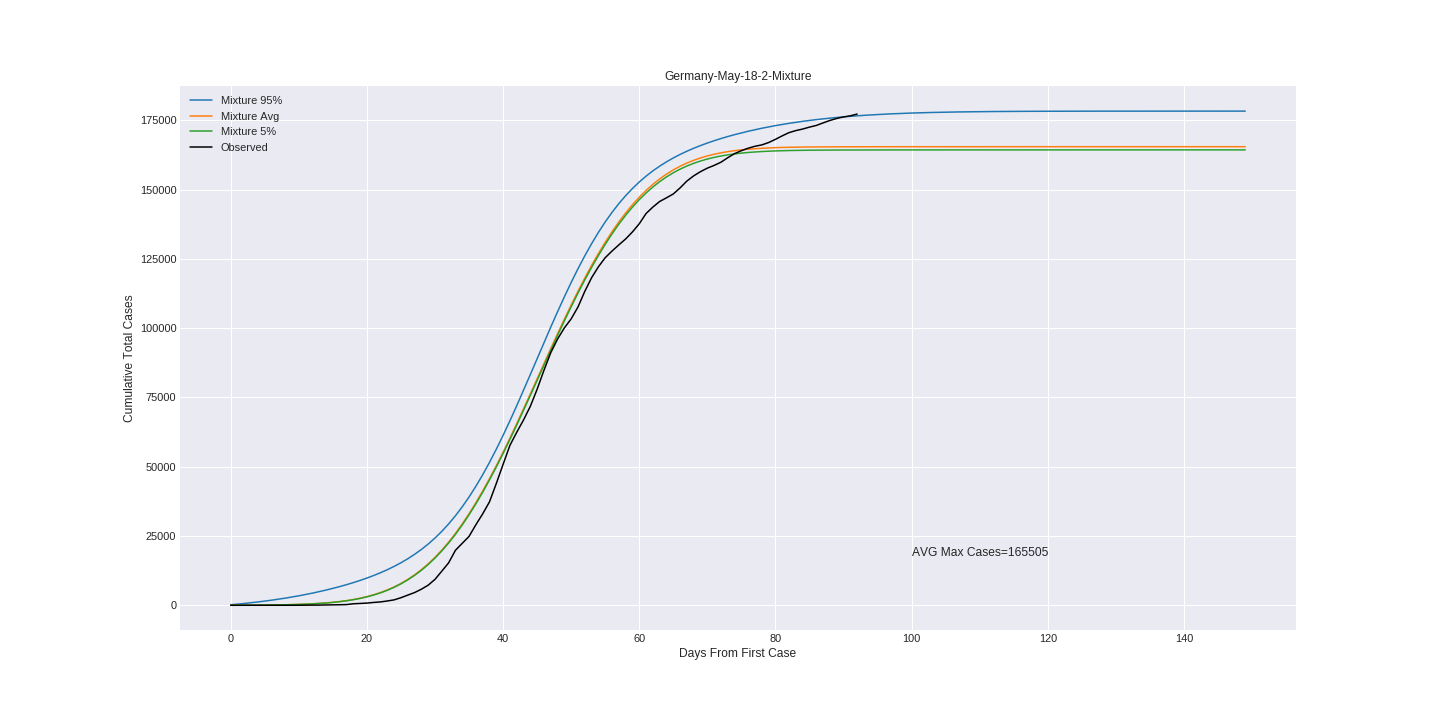 Germany-May-18-2-Mixture
Mixture 95%
Mixture Avg
Mixture 5%
Observed
175000
150000
125000
100000
75000
50000
25000
0
Cumulative Total Cases
AVG Max Cases=165505
0 20 40 60 80 100 120 140
Days From First Case